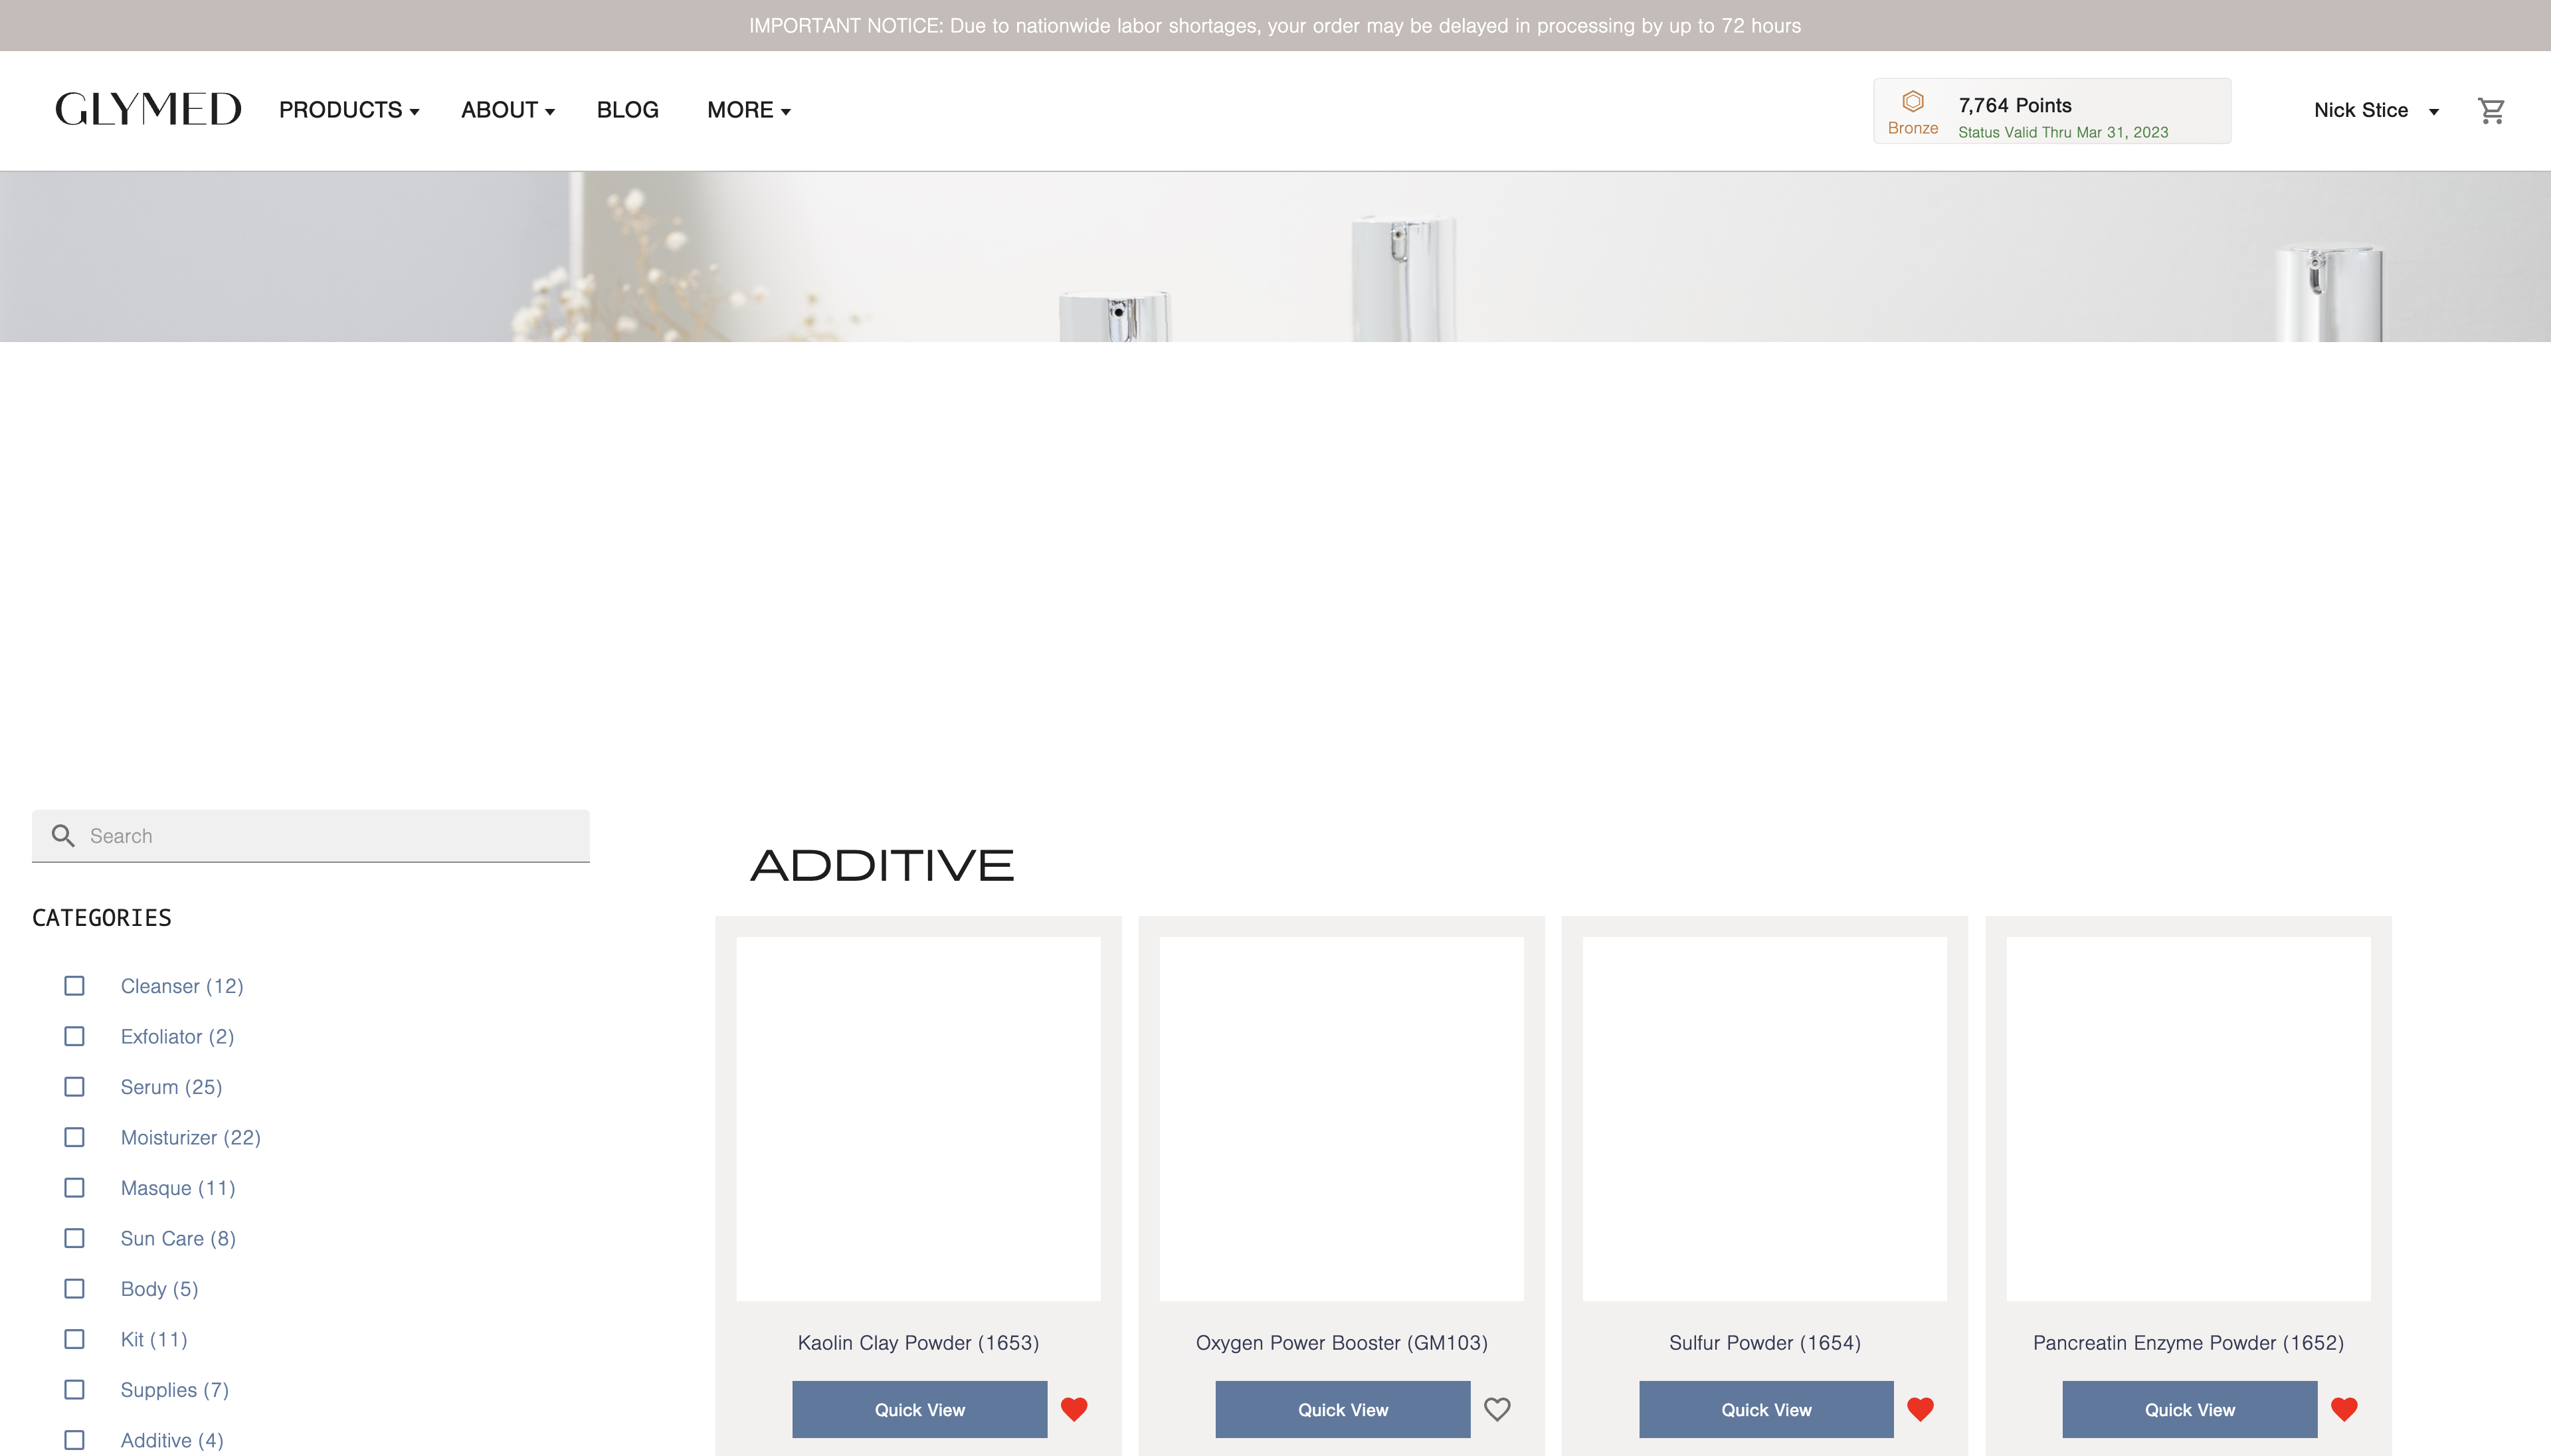 IMPORTANT NOTICE: Due to nationwide labor shortages, your order may be delayed in processing by up to 72 hours
GLYMED PRODUCTS ABOUT BLOG MORE
7,764 Points
Bronze
Status Valid Thru Mar 31, 2023
Nick Stice
Search
CATEGORIES
Cleanser (12)
Exfoliator (2)
Serum (25)
Moisturizer (22)
Masque (11)
Sun Care (8)
Body (5)
Kit (11)
Supplies (7)
Additive (4)
ADDITIVE
Kaolin Clay Powder (1653)
Quick View
Oxygen Power Booster (GM103)
Quick View
Sulfur Powder (1654)
Quick View
Pancreatin Enzyme Powder (1652)
Quick View